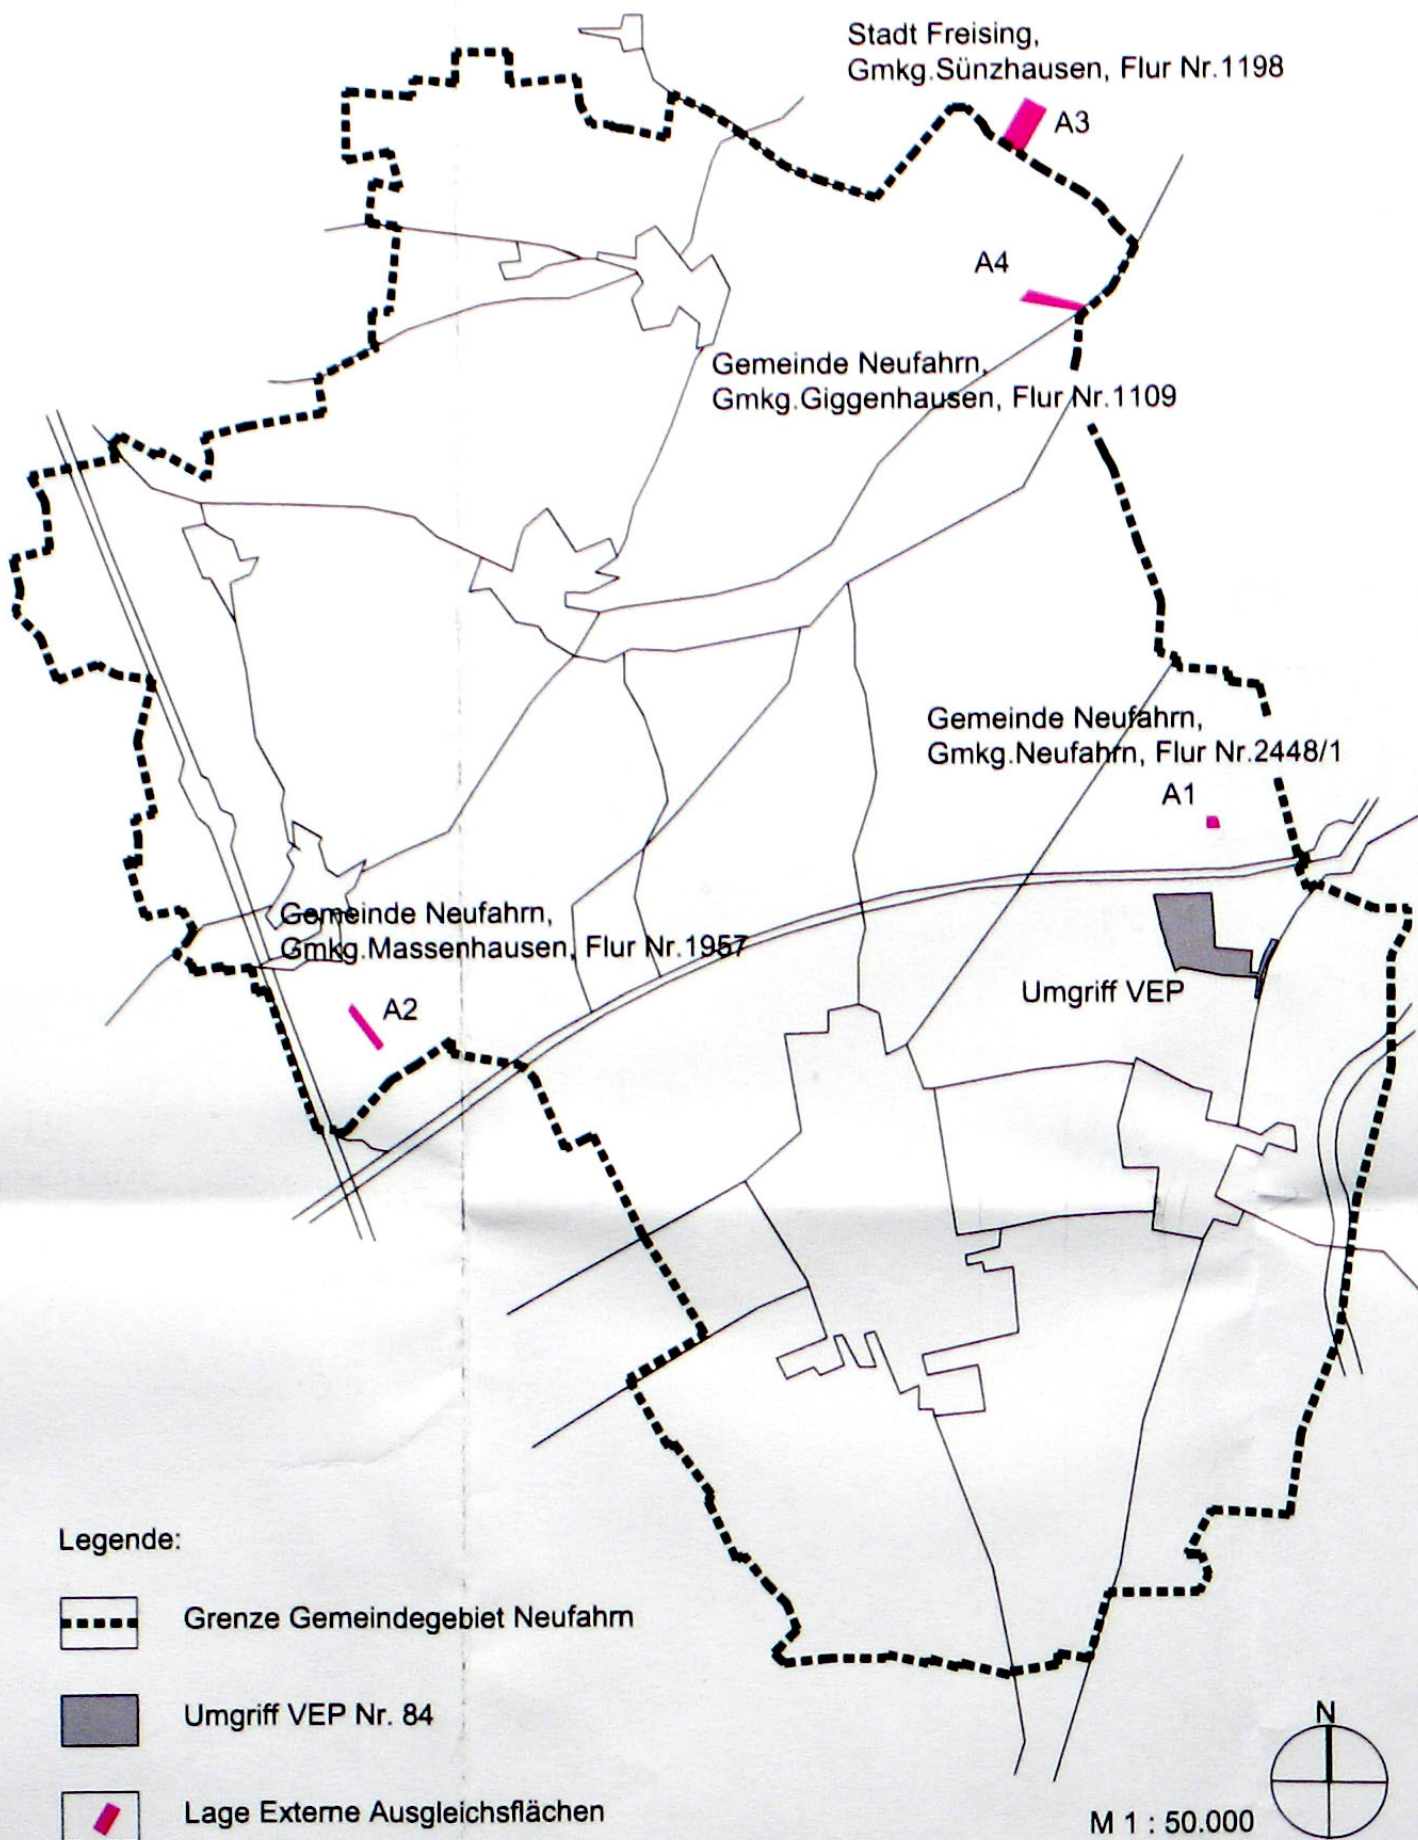 Stadt Freising,
Gmkg.Sünzhausen, Flur Nr.1198
A3
A4
Gemeinde Neufahrn,
Gmkg.Giggenhausen, Flur Nr.1109
Gemeinde Neufahrn,
Gmkg.Neufahrn, Flur Nr.2448/1
A1
Gemeinde Neufahrn,
Gmkg.Massenhausen, Flur Nr.1957
A2
Umgriff VEP
Legende:
Grenze Gemeindegebiet Neufahrn
Umgriff VEP Nr. 84
Lage Externe Ausgleichsflächen
N
M 1 : 50.000